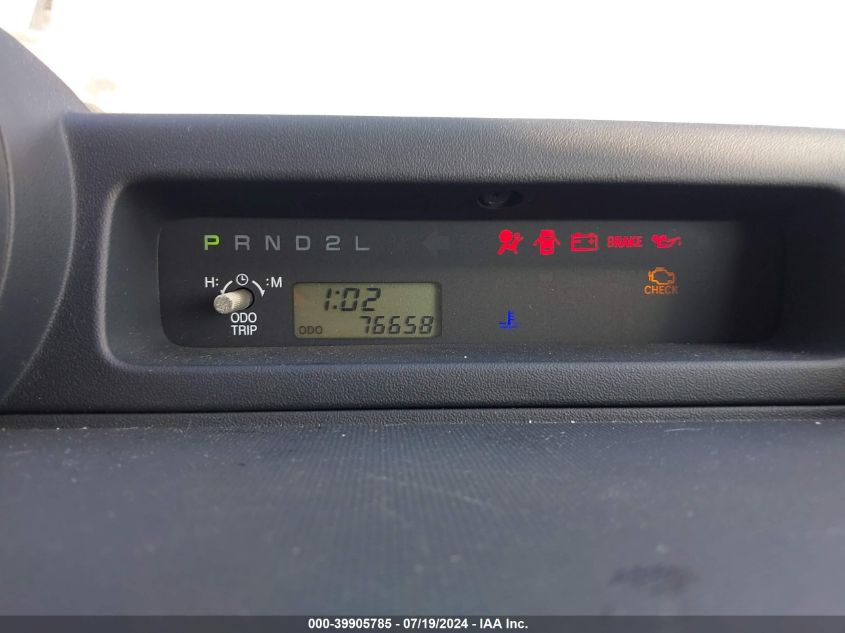 P R N D 2 L
BRAKE
H: :M
1:02
CHECK
ODO
TRIP
ODO 76658
000-39905785 - 07/19/2024 - IAA Inc.